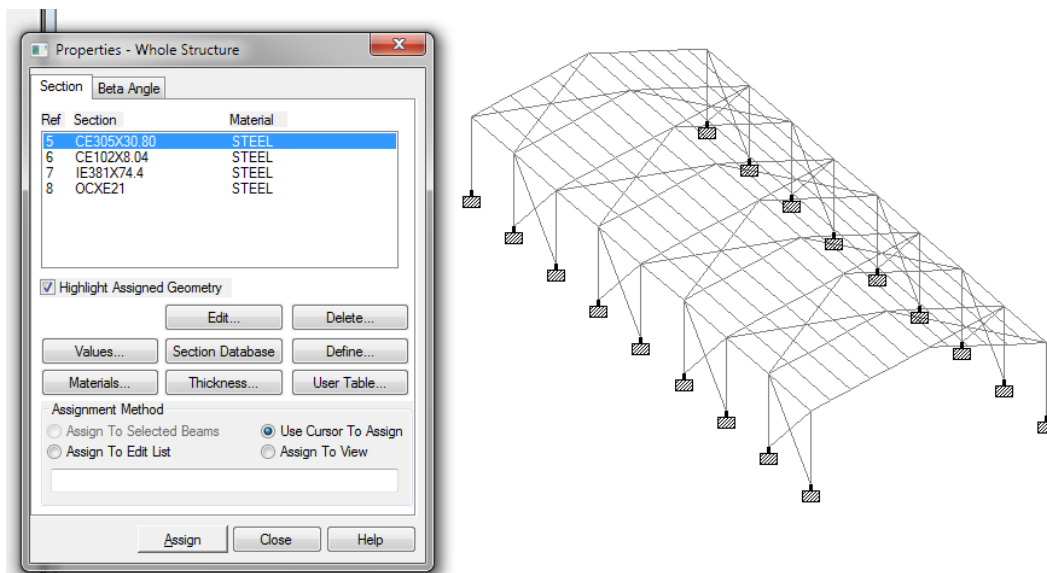 Properties - Whole Structure
Section Beta Angle
Ref Section Material
5 CE305X30.80 STEEL
6 CE102X8.04 STEEL
7 IE381X74.4 STEEL
8 OCXE21 STEEL
Highlight Assigned Geometry
Edit... Delete...
Values... Section Database Define...
Materials... Thickness... User Table...
Assignment Method
Assign To Selected Beams Use Cursor To Assign
Assign To Edit List Assign To View
Assign Close Help